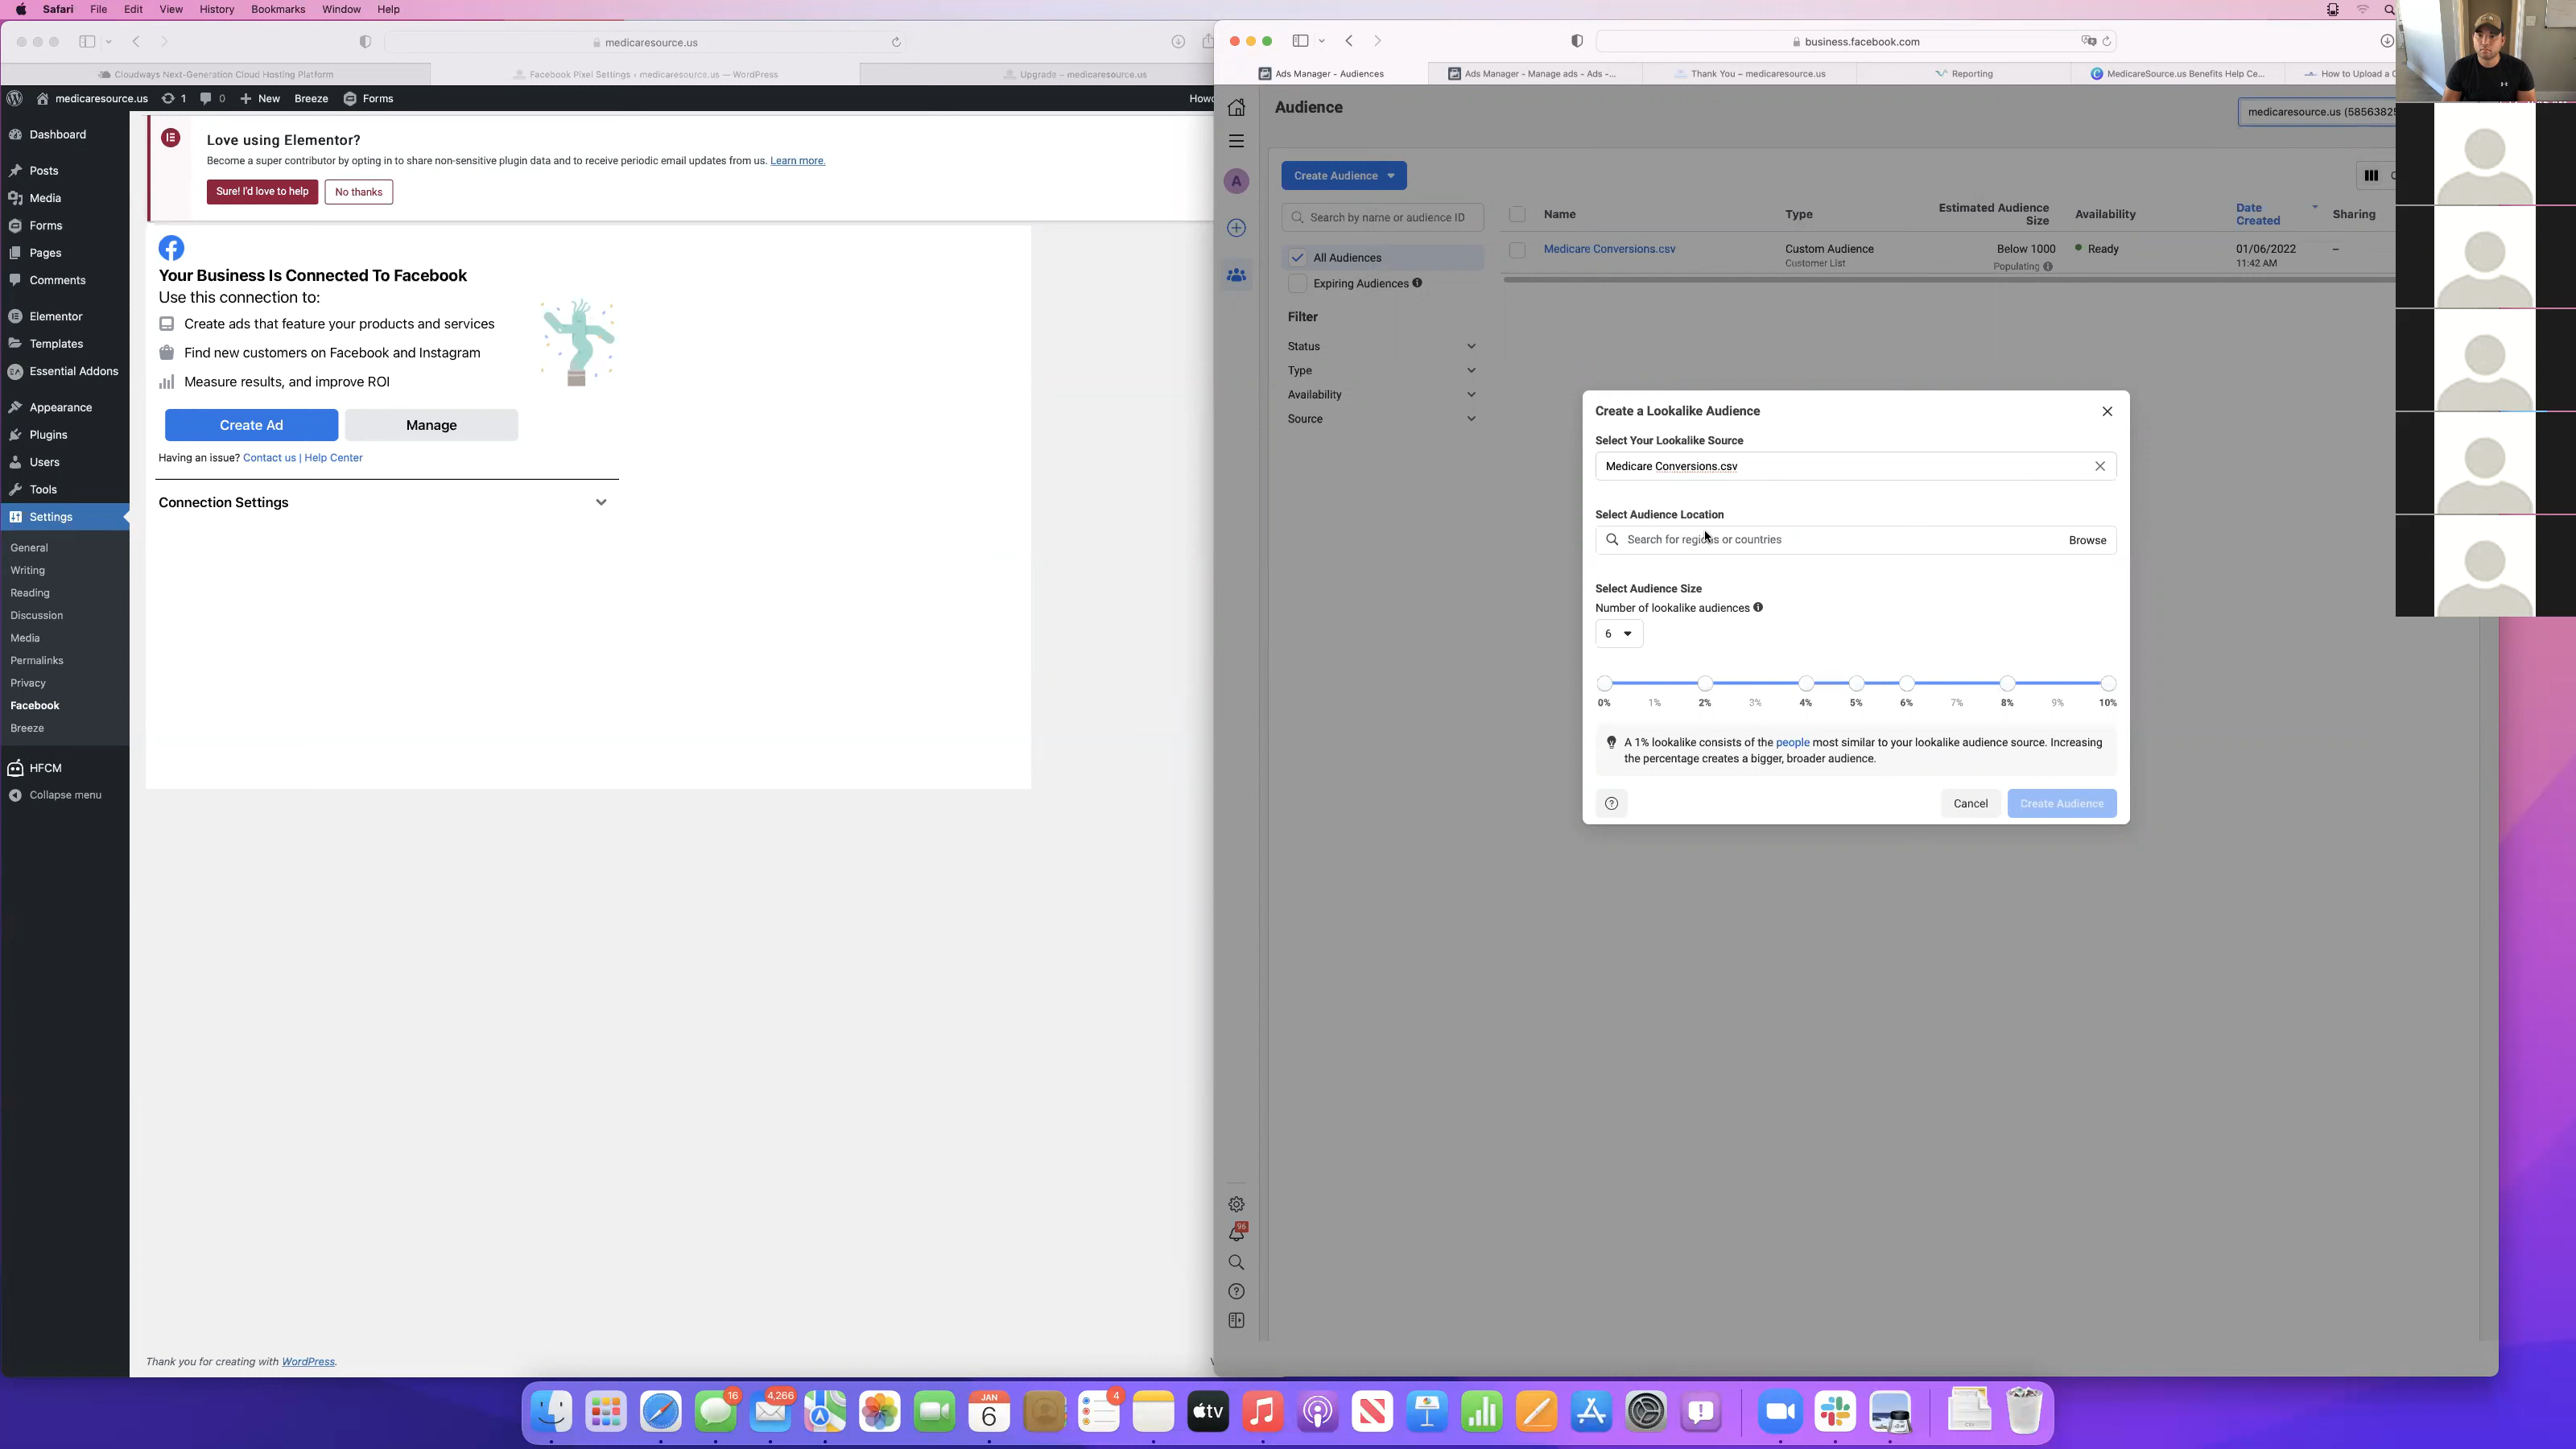 Safari File Edit View History Bookmarks Window Help
medicaresource.us
Cloudways Next-Generation Cloud Hosting Platform
Facebook Pixel Settings ‹ medicaresource.us — WordPress
Upgrade – medicaresource.us
medicaresource.us 1 0 New Breeze Forms
Dashboard
Posts
Media
Forms
Pages
Comments
Elementor
Templates
Essential Addons
Appearance
Plugins
Users
Tools
Settings
General
Writing
Reading
Discussion
Media
Permalinks
Privacy
Facebook
Breeze
HFCM
Collapse menu
Love using Elementor?
Become a super contributor by opting in to share non-sensitive plugin data and to receive periodic email updates from us. Learn more.
Sure! I'd love to help
No thanks
Your Business Is Connected To Facebook
Use this connection to:
Create ads that feature your products and services
Find new customers on Facebook and Instagram
Measure results, and improve ROI
Create Ad
Manage
Having an issue? Contact us | Help Center
Connection Settings
Thank you for creating with WordPress.
business.facebook.com
Ads Manager - Audiences
Ads Manager - Manage ads - Ads -...
Thank You – medicaresource.us
Reporting
MedicareSource.us Benefits Help Ce...
How to Upload a
Audience
medicaresource.us
A
Create Audience
Search by name or audience ID
All Audiences
Expiring Audiences
Filter
Status
Type
Availability
Source
Name Type Estimated Audience Size Availability Date Created Sharing
Medicare Conversions.csv
Custom Audience
Customer List
Below 1000
Populating
Ready
01/06/2022
11:42 AM
–
Create a Lookalike Audience
Select Your Lookalike Source
Medicare Conversions.csv
Select Audience Location
Search for regions or countries
Browse
Select Audience Size
Number of lookalike audiences
6
0% 1% 2% 3% 4% 5% 6% 7% 8% 9% 10%
A 1% lookalike consists of the people most similar to your lookalike audience source. Increasing
the percentage creates a bigger, broader audience.
Cancel
Create Audience
96
16
4,266
JAN
6
4
tv